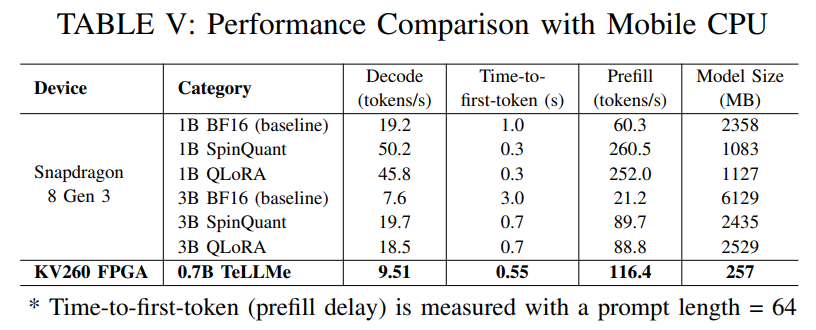 TABLE V: Performance Comparison with Mobile CPU
Device Category Decode (tokens/s) Time-to-first-token (s) Prefill (tokens/s) Model Size (MB)
Snapdragon 8 Gen 3
1B BF16 (baseline) 19.2 1.0 60.3 2358
1B SpinQuant 50.2 0.3 260.5 1083
1B QLoRA 45.8 0.3 252.0 1127
3B BF16 (baseline) 7.6 3.0 21.2 6129
3B SpinQuant 19.7 0.7 89.7 2435
3B QLoRA 18.5 0.7 88.8 2529
KV260 FPGA 0.7B TeLLMe 9.51 0.55 116.4 257
* Time-to-first-token (prefill delay) is measured with a prompt length = 64